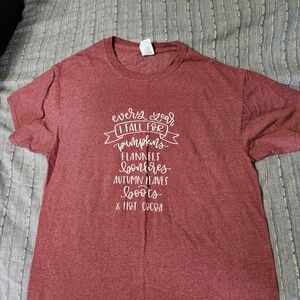 every year
I FALL FOR
pumpkins
FLANNELS
bonfires
AUTUMN LEAVES
boots
& HOT COCOA